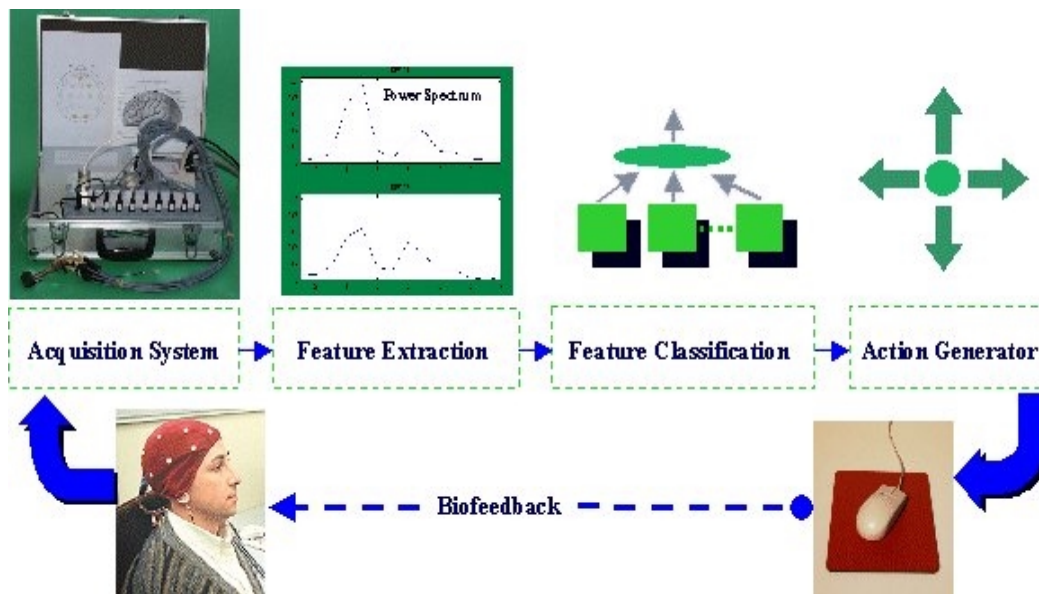 Power Spectrum
Acquisition System
Feature Extraction
Feature Classification
Action Generator
Biofeedback